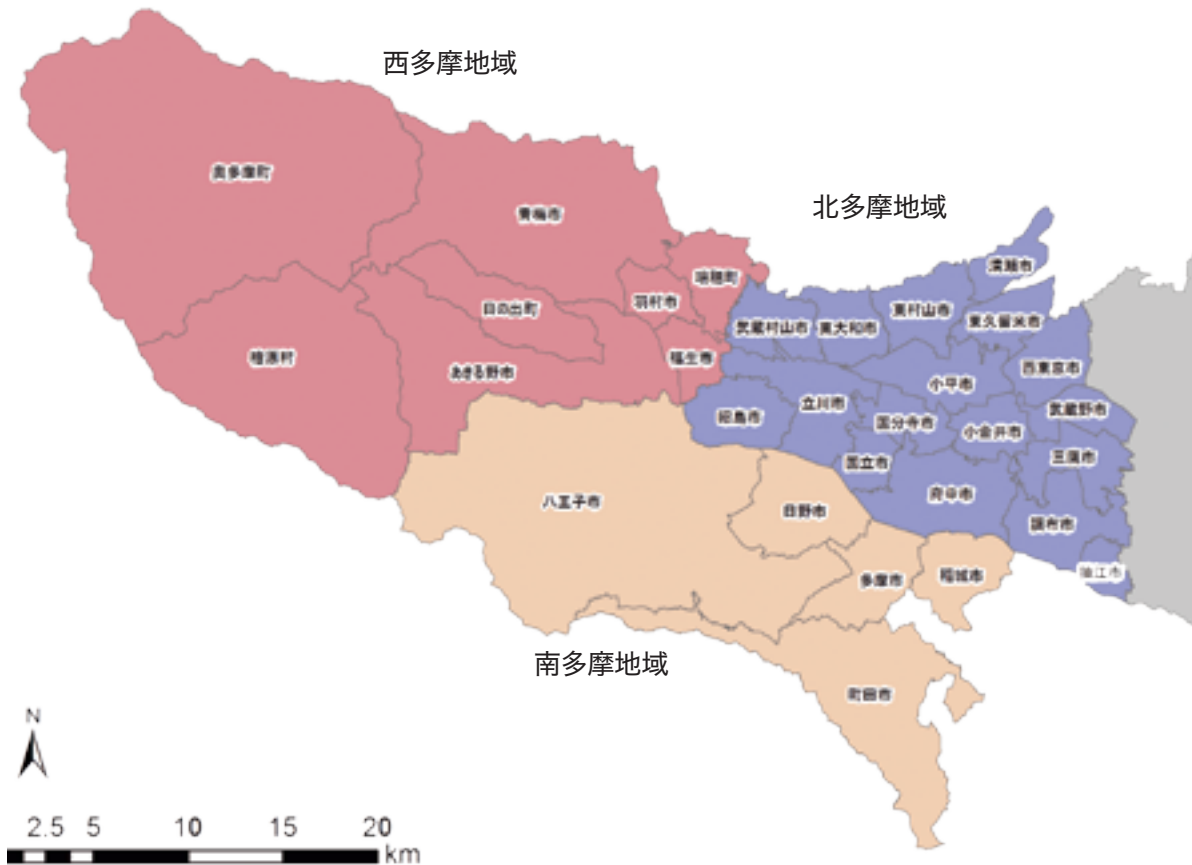 西多摩地域
北多摩地域
奥多摩町
青梅市
瑞穂町
清瀬市
羽村市
日の出町
東村山市
東久留米市
武蔵村山市
東大和市
檜原村
福生市
あきる野市
西東京市
小平市
武蔵野市
昭島市
立川市
国分寺市
小金井市
三鷹市
国立市
府中市
八王子市
日野市
調布市
多摩市
稲城市
狛江市
南多摩地域
町田市
N
2.5 5 10 15 20
km